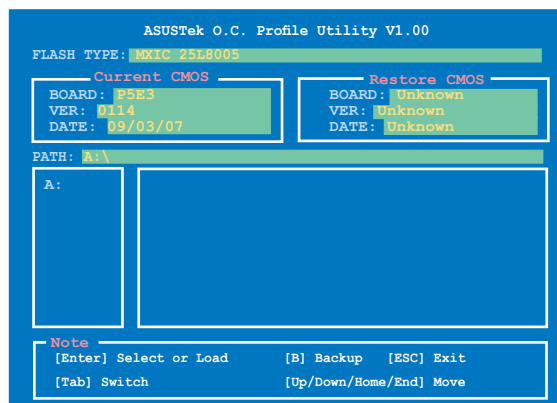 ASUSTek O.C. Profile Utility V1.00
FLASH TYPE: MXIC 25L8005
Current CMOS
BOARD: P5E3
VER: 0114
DATE: 09/03/07
Restore CMOS
BOARD: Unknown
VER: Unknown
DATE: Unknown
PATH: A:\
A:
Note
[Enter] Select or Load [B] Backup [ESC] Exit
[Tab] Switch [Up/Down/Home/End] Move